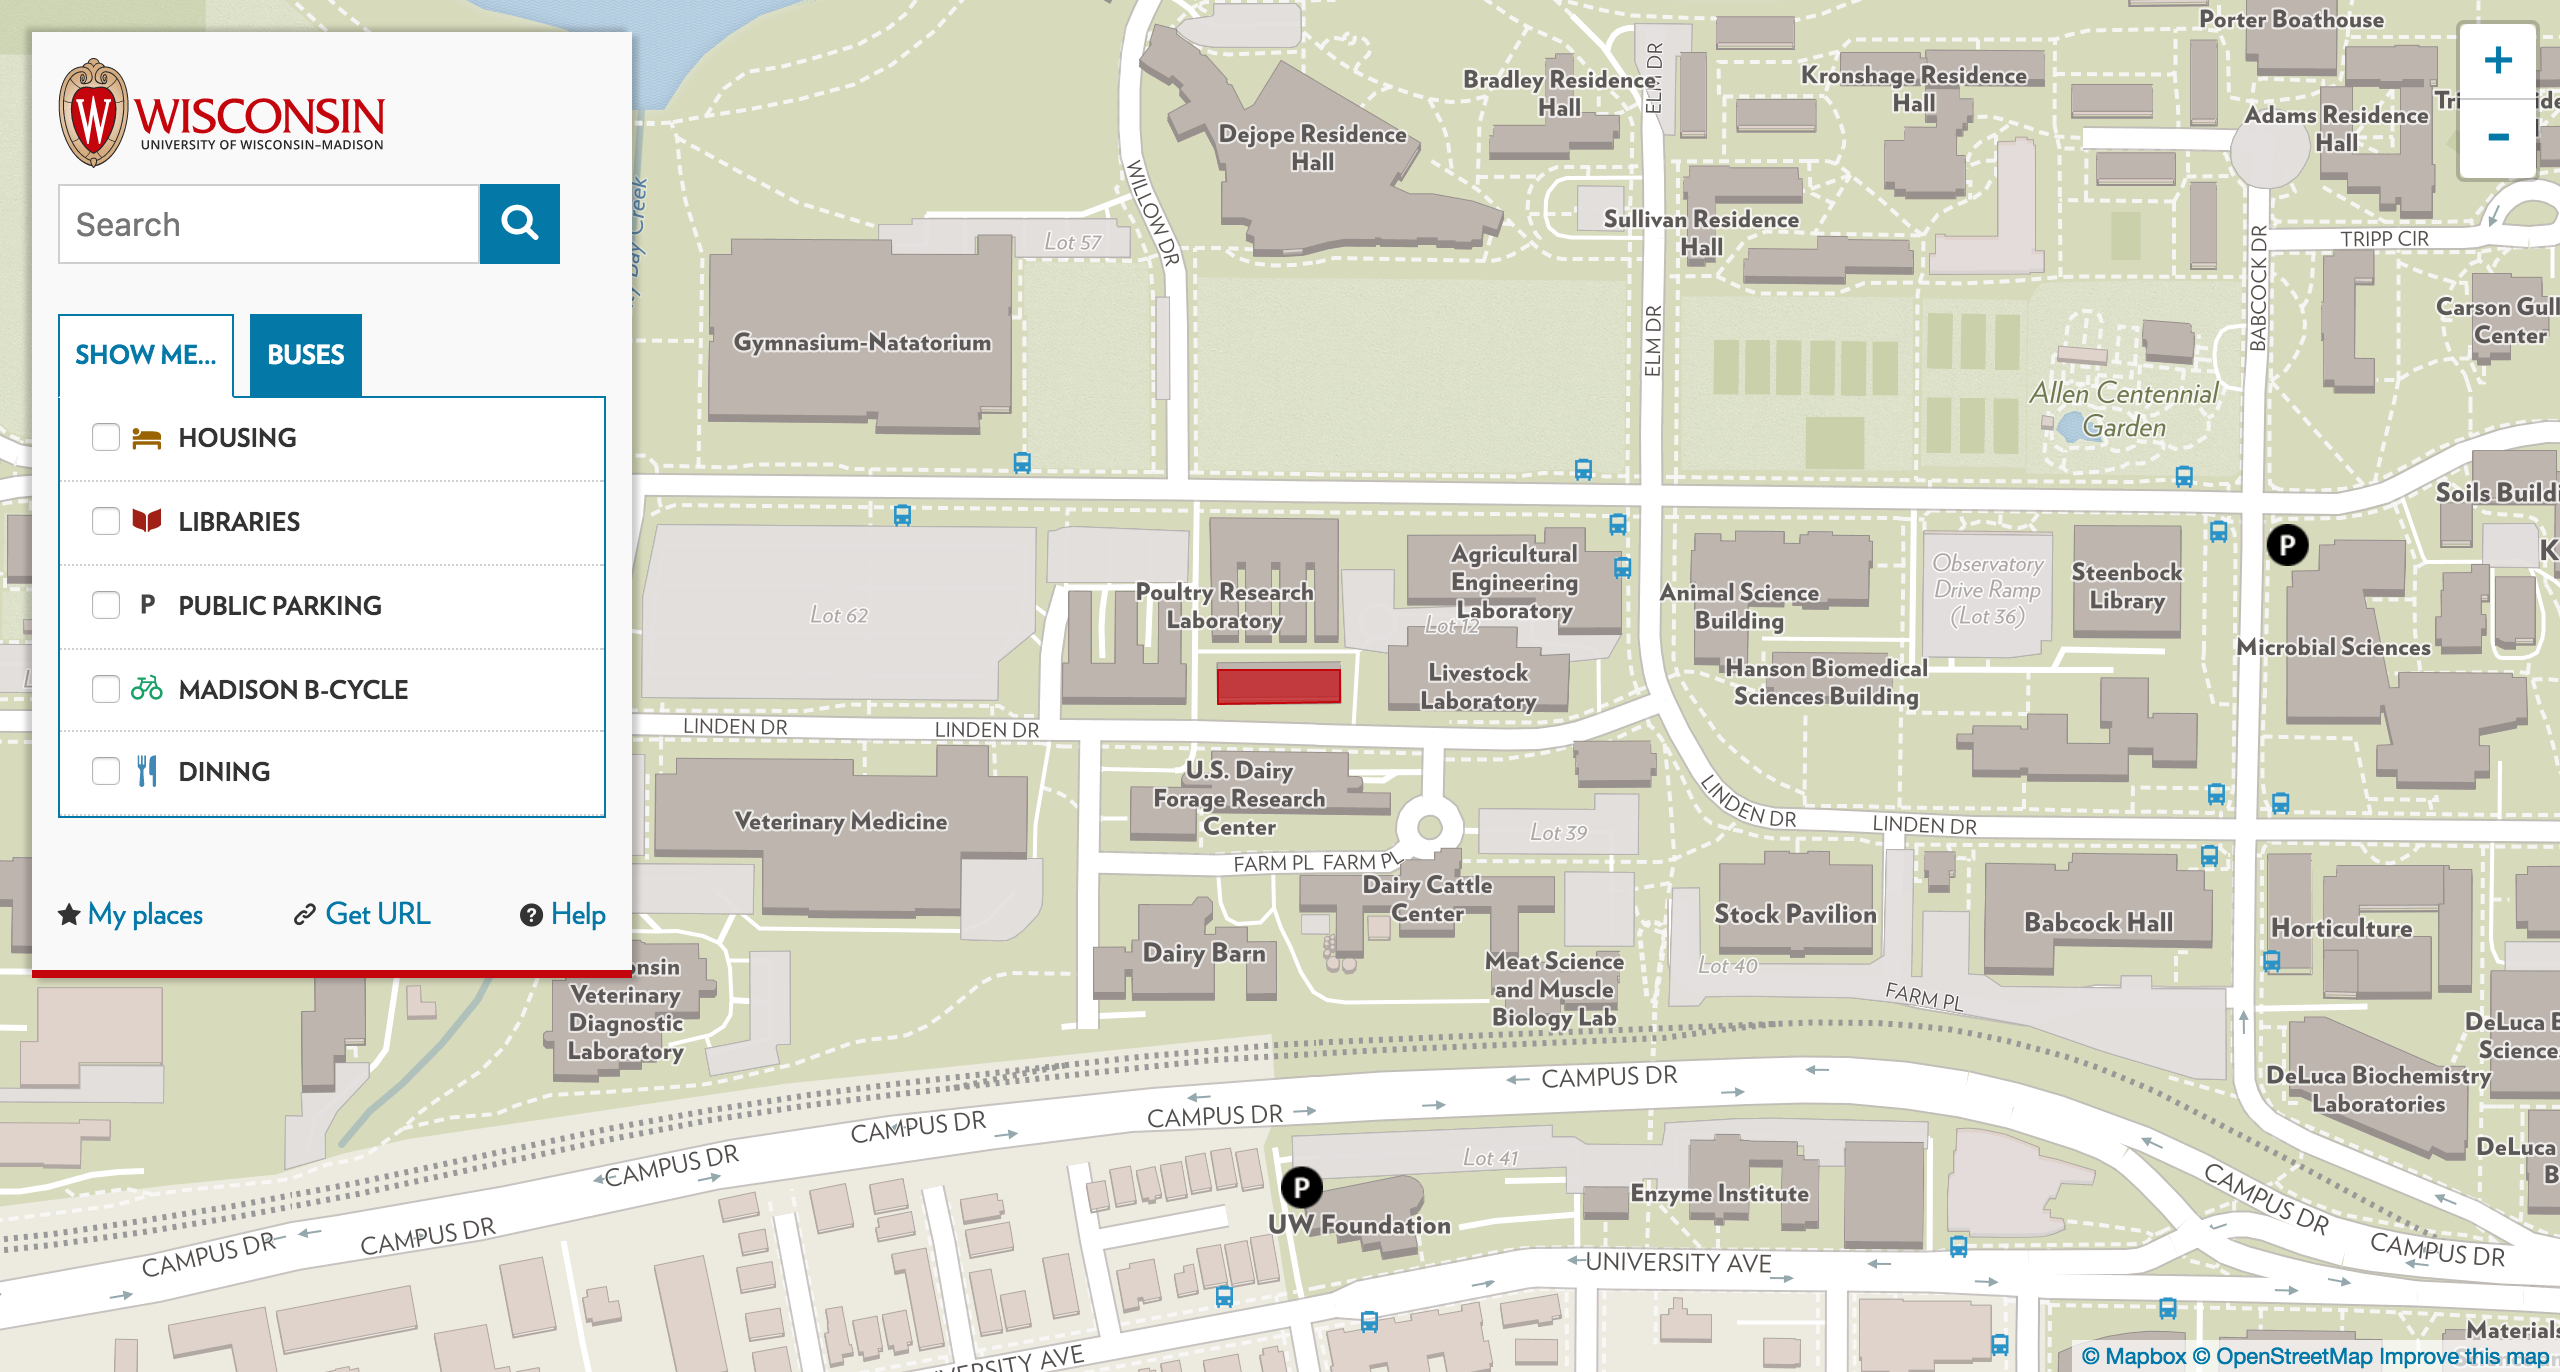 WISCONSIN
UNIVERSITY OF WISCONSIN–MADISON
Search
SHOW ME...
BUSES
HOUSING
LIBRARIES
P PUBLIC PARKING
MADISON B-CYCLE
DINING
My places
Get URL
? Help
Porter Boathouse
+
-
Bradley Residence
Hall
ELM DR
Kronshage Residence
Hall
Adams Residence
Hall
Dejope Residence
Hall
Sullivan Residence
Hall
WILLOW DR
Bay Creek
Lot 57
TRIPP CIR
BABCOCK DR
Carson Gull
Center
Gymnasium-Natatorium
ELM DR
Allen Centennial
Garden
Soils Buildi
P
K
Lot 62
Poultry Research
Laboratory
Agricultural
Engineering
Laboratory
Lot 12
Livestock
Laboratory
Animal Science
Building
Observatory
Drive Ramp
(Lot 36)
Steenbock
Library
Microbial Sciences
Hanson Biomedical
Sciences Building
LINDEN DR
LINDEN DR
U.S. Dairy
Forage Research
Center
Veterinary Medicine
LINDEN DR
LINDEN DR
Lot 39
FARM PL
FARM PL
Dairy Cattle
Center
Stock Pavilion
Babcock Hall
Horticulture
Dairy Barn
Meat Science
and Muscle
Biology Lab
Lot 40
FARM PL
onsin
Veterinary
Diagnostic
Laboratory
DeLuca B
Science
DeLuca Biochemistry
Laboratories
DeLuca
B
CAMPUS DR
CAMPUS DR
CAMPUS DR
CAMPUS DR
CAMPUS DR
CAMPUS DR
CAMPUS DR
CAMPUS DR
Lot 41
P
UW Foundation
Enzyme Institute
UNIVERSITY AVE
VERSITY AVE
Materials
© Mapbox © OpenStreetMap Improve this map